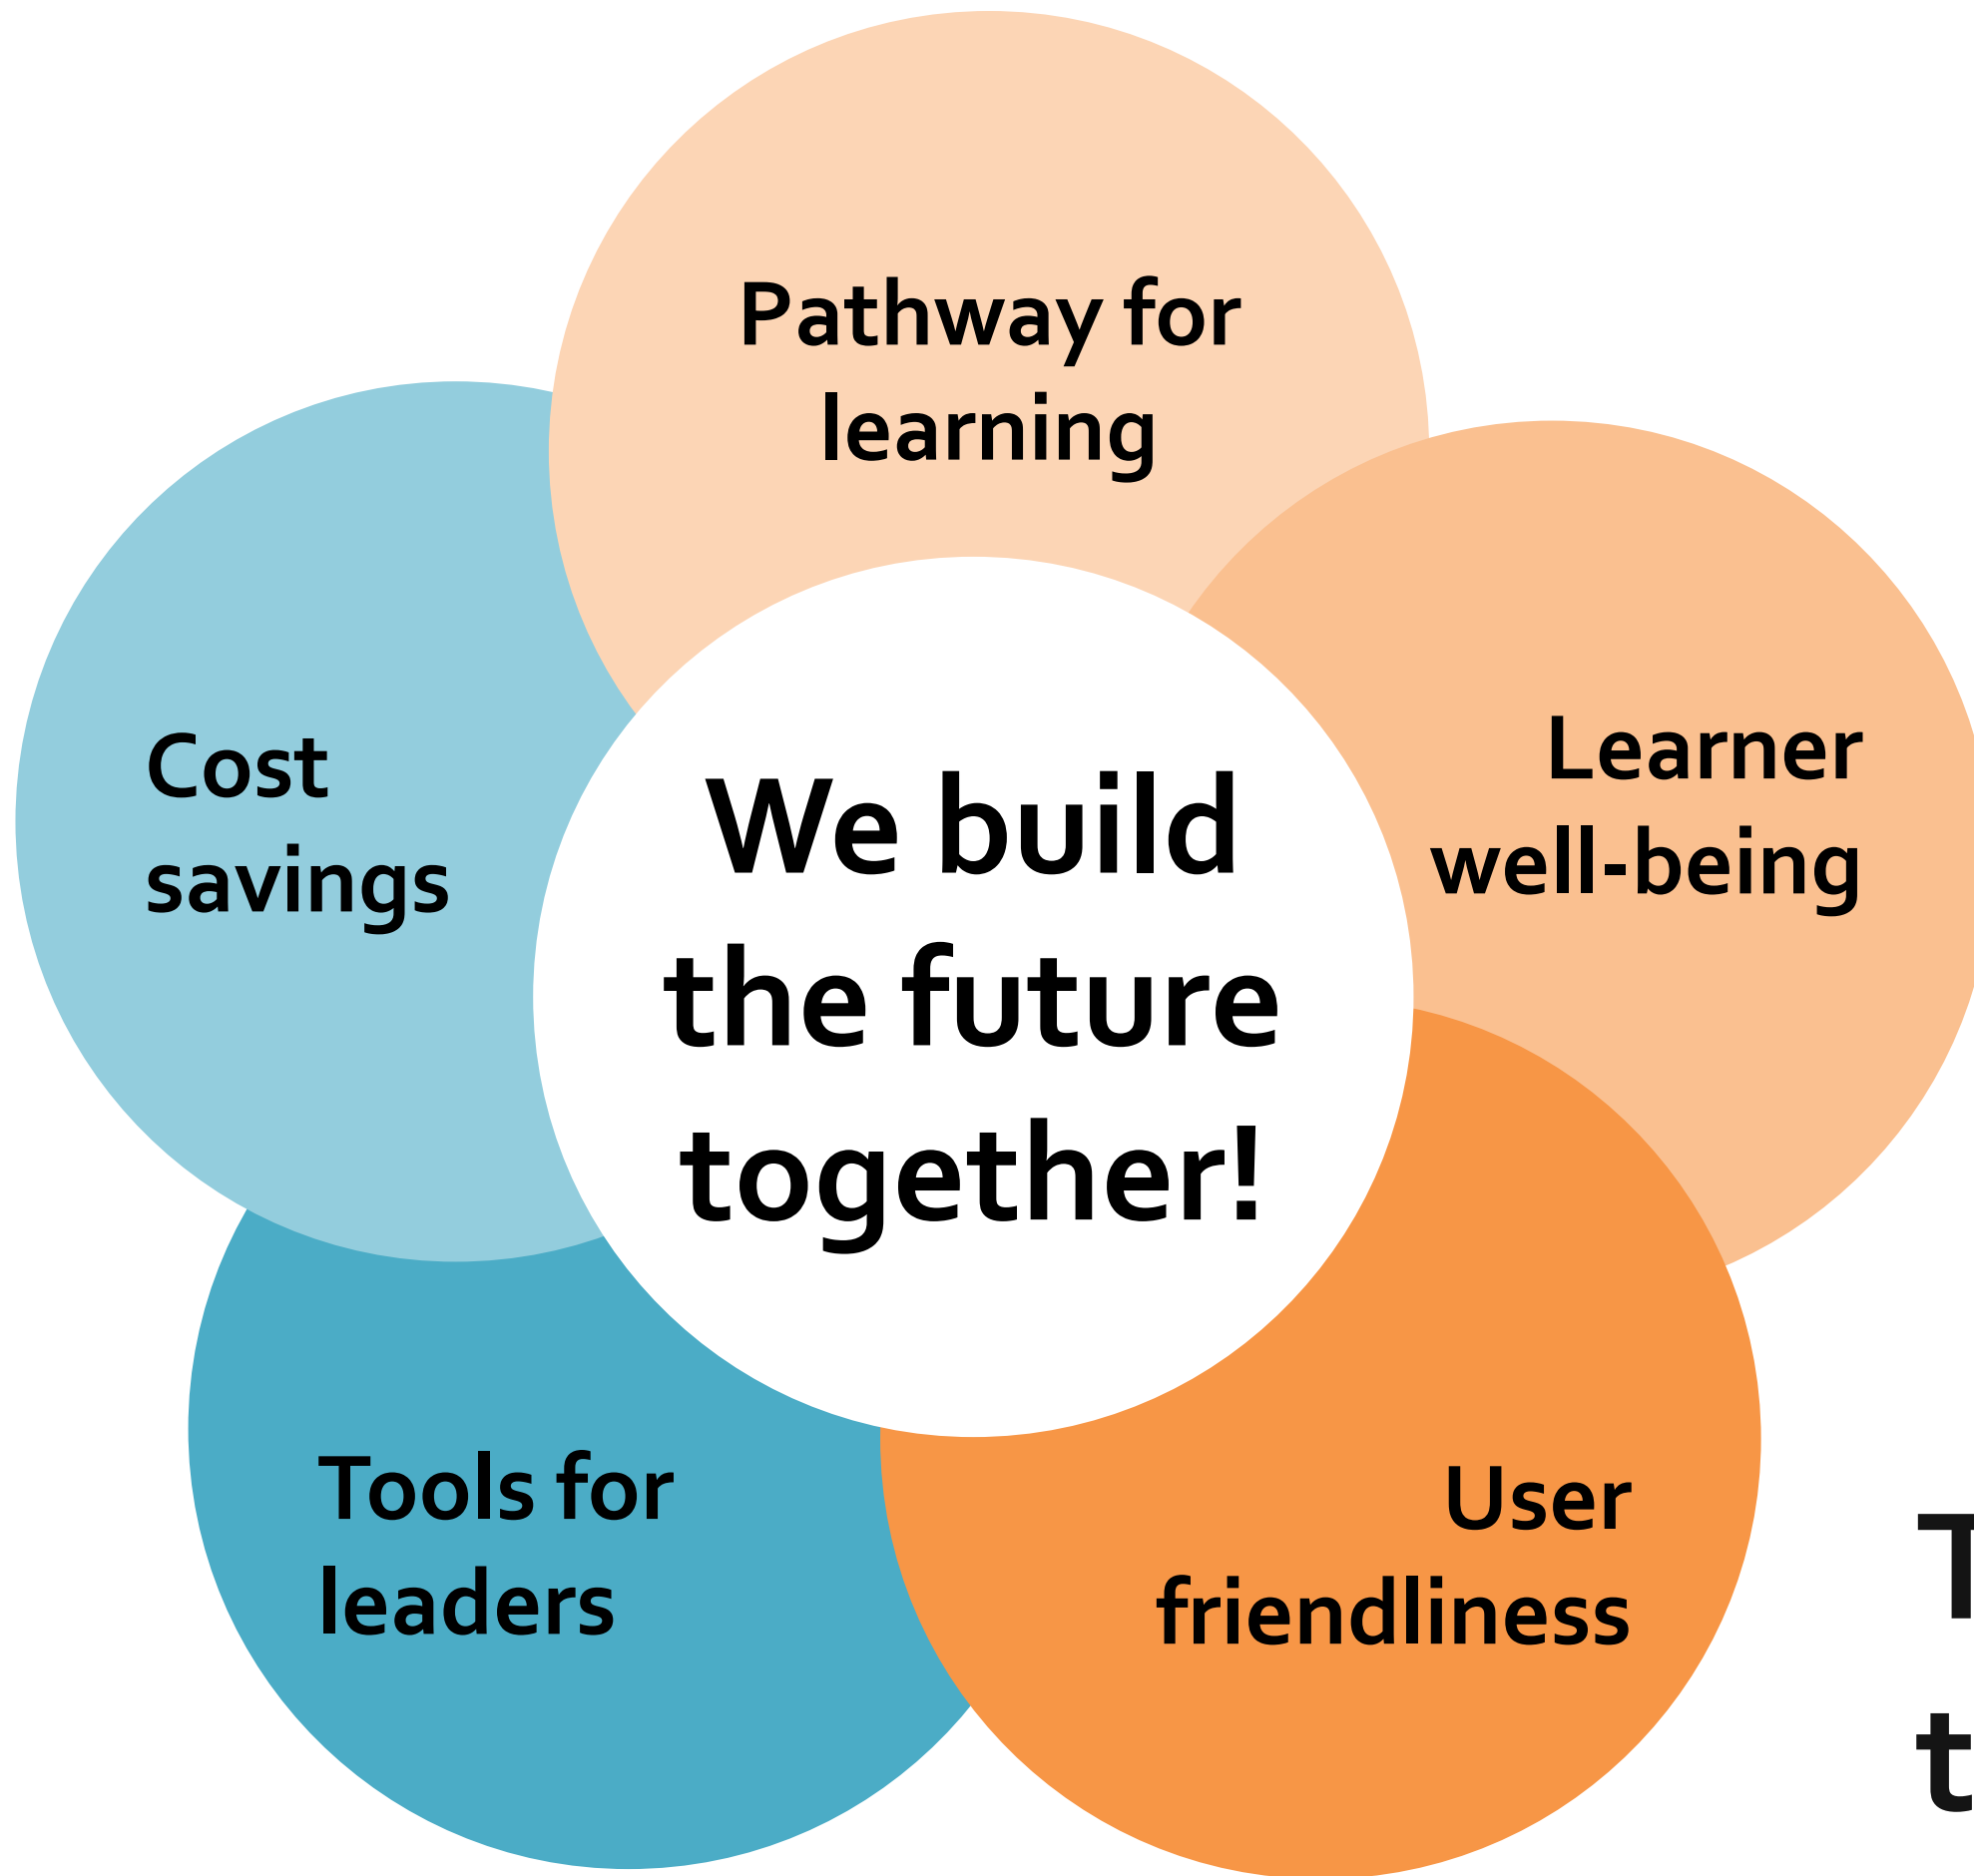 Pathway for
learning
Learner
well-being
User
friendliness
Tools for
leaders
Cost
savings
We build
the future
together!
T
t